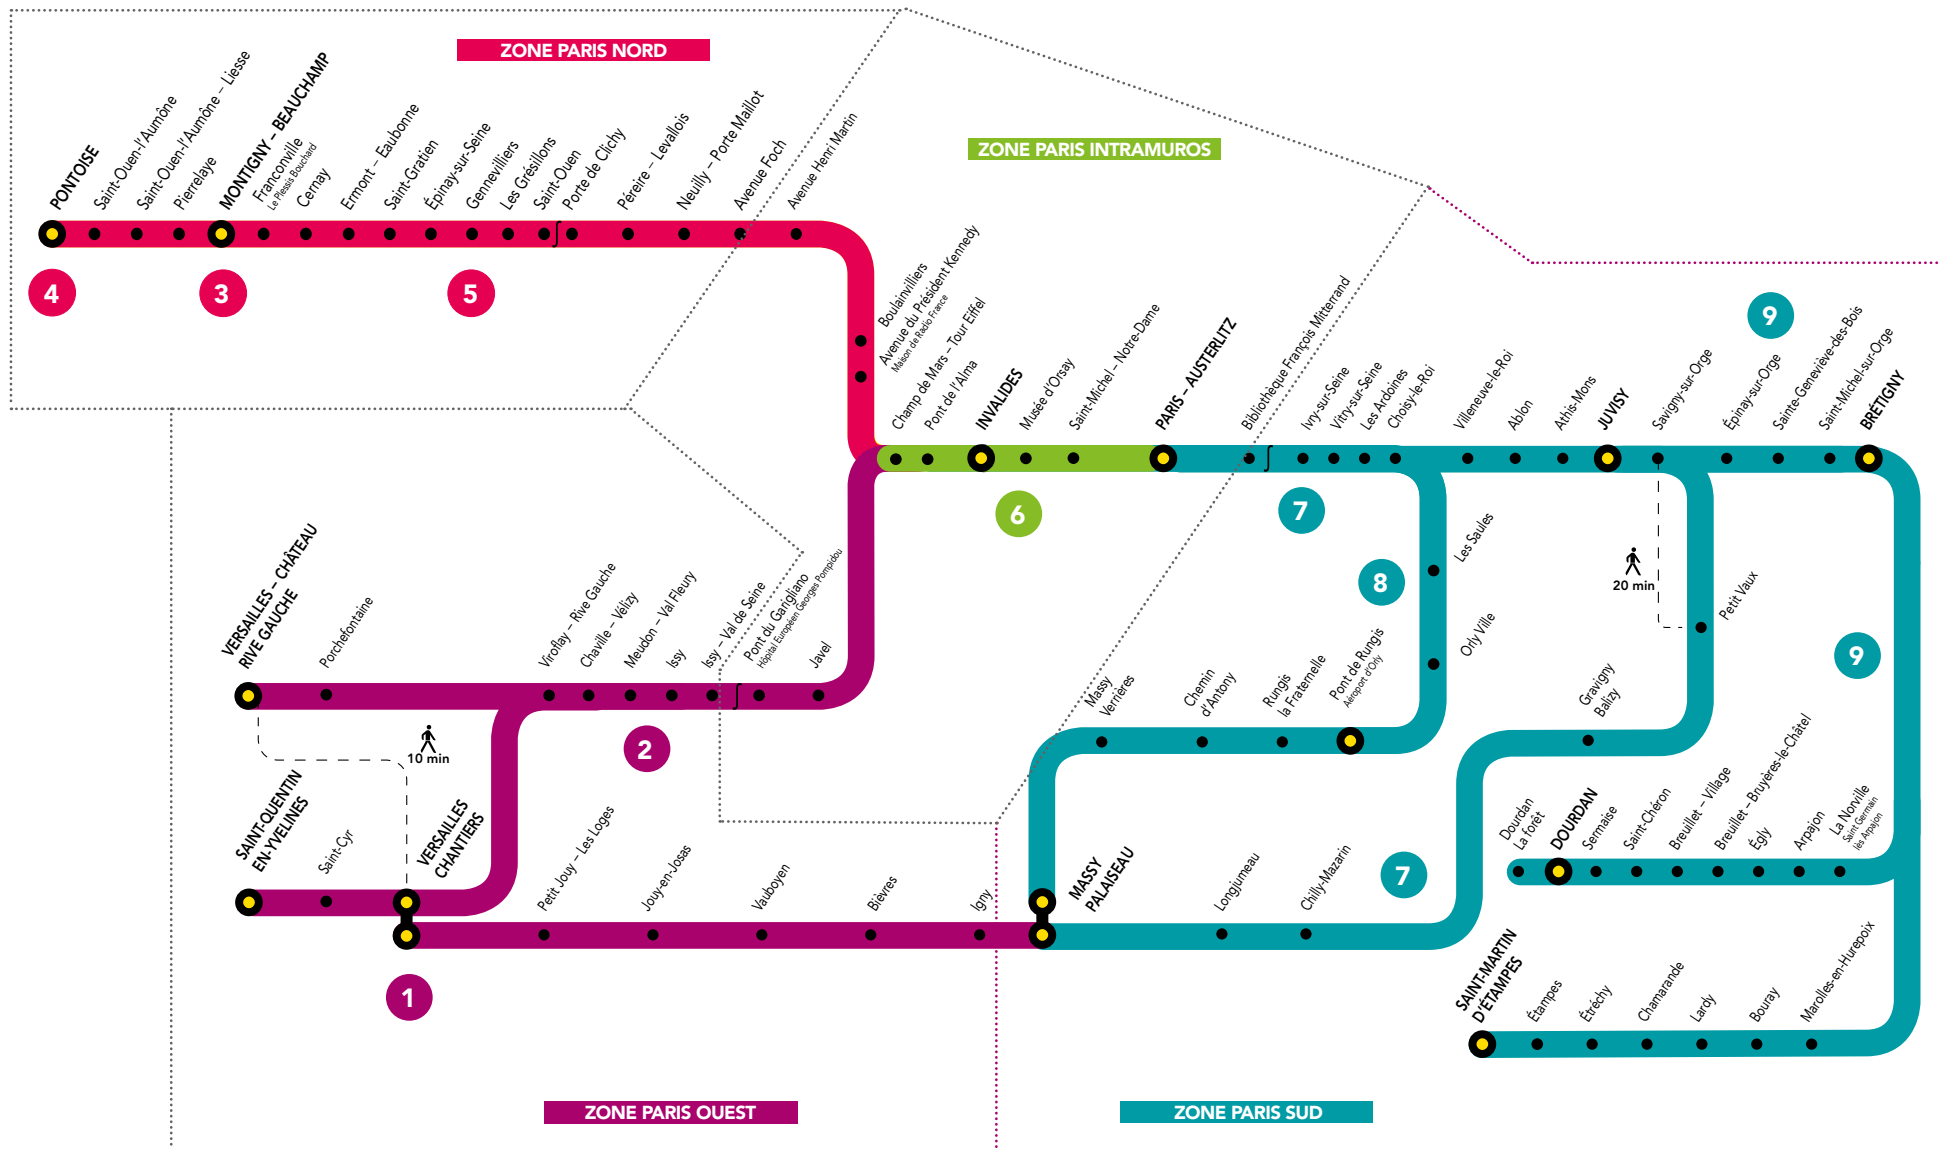 ZONE PARIS NORD
PONTOISE
Saint-Ouen-l'Aumône
Saint-Ouen-l'Aumône – Liesse
Pierrelaye
MONTIGNY – BEAUCHAMP
Franconville
Le Plessis Bouchard
Cernay
Ermont – Eaubonne
Saint-Gratien
Épinay-sur-Seine
Gennevilliers
Les Grésillons
Saint-Ouen
Porte de Clichy
Péreire – Levallois
Neuilly – Porte Maillot
Avenue Foch
Avenue Henri Martin
4
3
5
ZONE PARIS INTRAMUROS
Boulainvilliers
Avenue du Président Kennedy
Maison de Radio France
Champ de Mars – Tour Eiffel
Pont de l'Alma
INVALIDES
Musée d'Orsay
Saint-Michel – Notre-Dame
PARIS – AUSTERLITZ
Bibliothèque François Mitterrand
Ivry-sur-Seine
Vitry-sur-Seine
Les Ardoines
Choisy-le-Roi
Villeneuve-le-Roi
Ablon
Athis-Mons
JUVISY
Savigny-sur-Orge
9
Épinay-sur-Orge
Sainte-Geneviève-des-Bois
Saint-Michel-sur-Orge
BRÉTIGNY
6
7
8
Les Saules
Orly Ville
20 min
Petit Vaux
9
VERSAILLES – CHÂTEAU
RIVE GAUCHE
Porchefontaine
Viroflay – Rive Gauche
Chaville – Vélizy
Meudon – Val Fleury
Issy
Issy – Val de Seine
Pont du Garigliano
Hôpital Européen Georges Pompidou
Javel
10 min
2
Massy
Verrières
Chemin
d'Antony
Rungis
la Fraternelle
Pont de Rungis
Aéroport d'Orly
Gravigny
Balizy
SAINT-QUENTIN
EN-YVELINES
Saint-Cyr
VERSAILLES
CHANTIERS
Petit Jouy – Les Loges
Jouy-en-Josas
Vauboyen
Bièvres
Igny
MASSY
PALAISEAU
Longjumeau
Chilly-Mazarin
7
Dourdan
La forêt
DOURDAN
Sermaise
Saint-Chéron
Breuillet – Village
Breuillet – Bruyères-le-Châtel
Égly
Arpajon
La Norville
Saint Germain
lès Arpajon
1
SAINT-MARTIN
D'ÉTAMPES
Étampes
Étréchy
Chamarande
Lardy
Bouray
Marolles-en-Hurepoix
ZONE PARIS OUEST
ZONE PARIS SUD